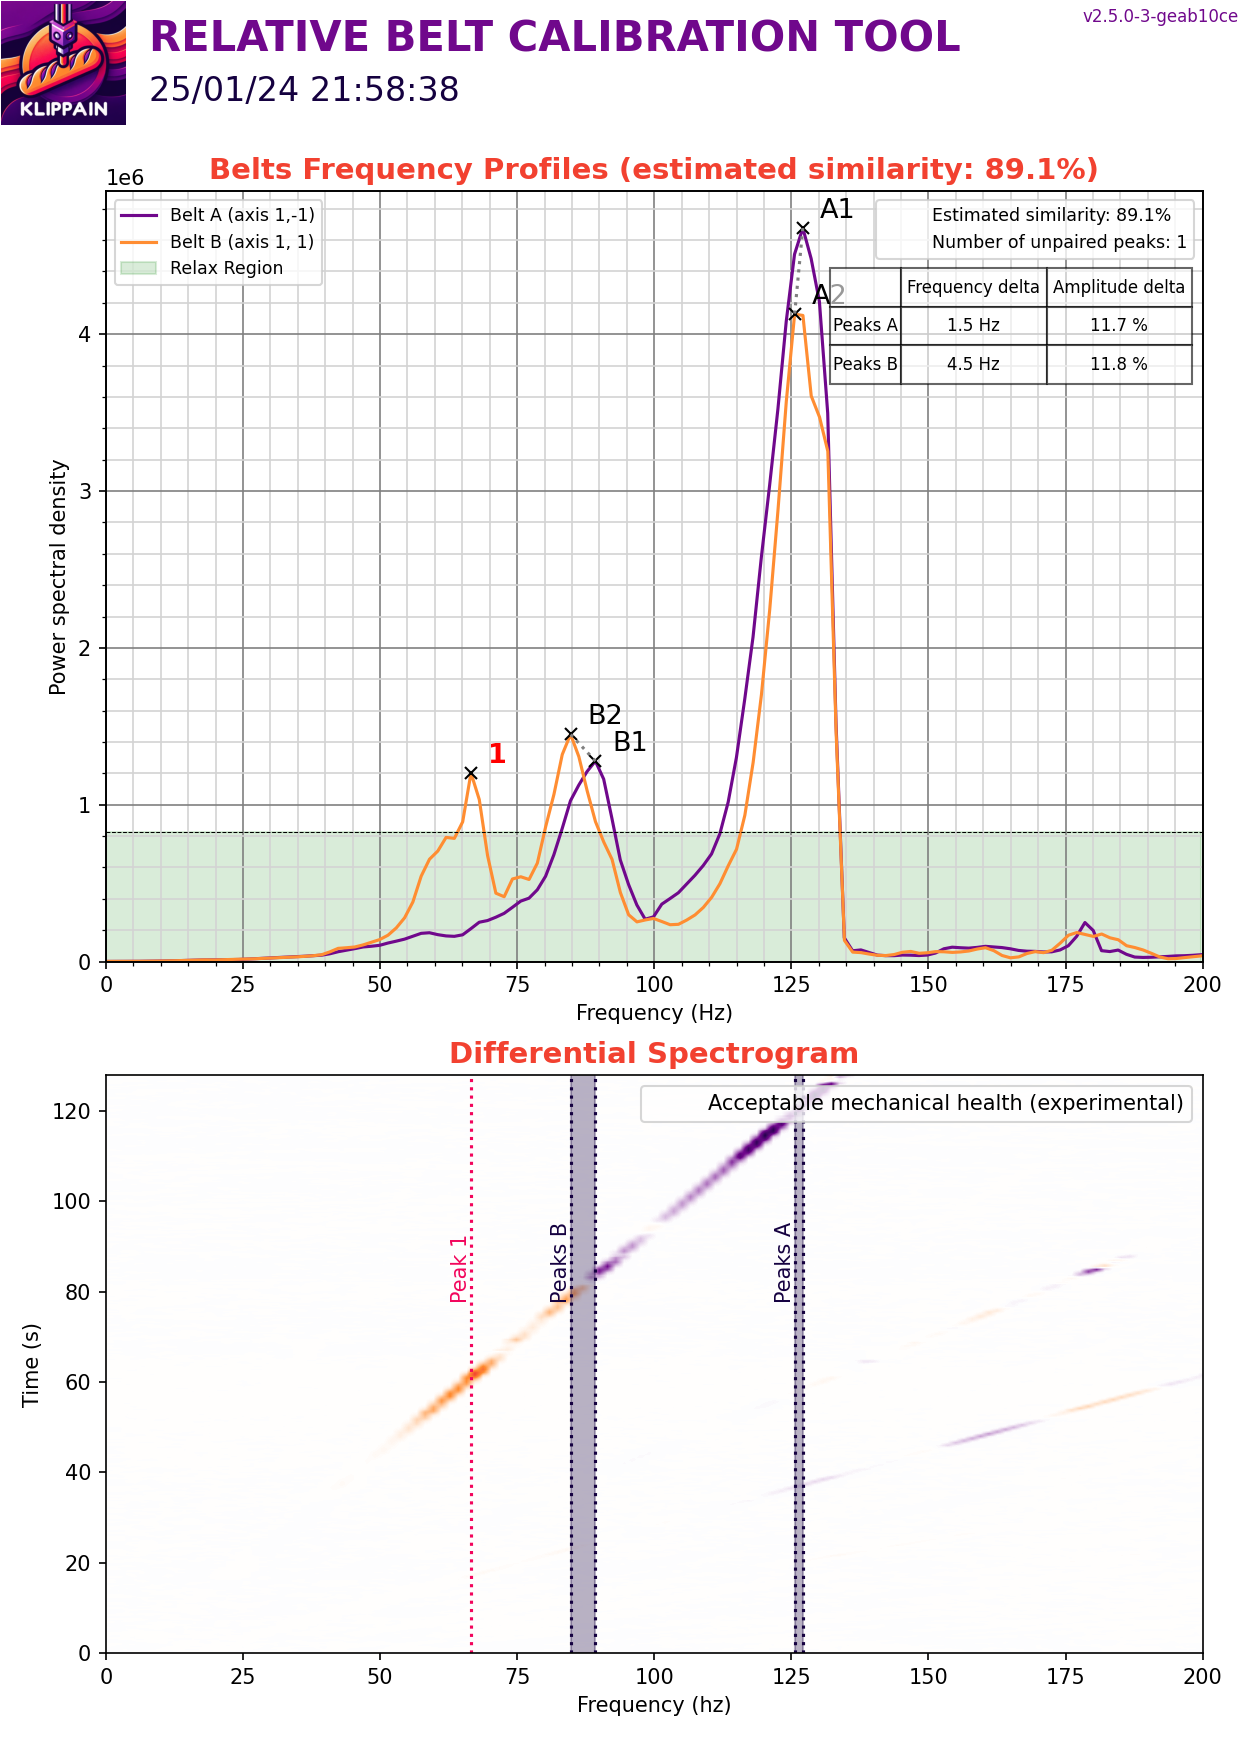 KLIPPAIN
RELATIVE BELT CALIBRATION TOOL
25/01/24 21:58:38
v2.5.0-3-geab10ce
Belts Frequency Profiles (estimated similarity: 89.1%)
1e6
Belt A (axis 1,-1)
Belt B (axis 1, 1)
Relax Region
Estimated similarity: 89.1%
Number of unpaired peaks: 1
Frequency delta Amplitude delta
Peaks A 1.5 Hz 11.7 %
Peaks B 4.5 Hz 11.8 %
A1
A2
B2
B1
1
Power spectral density
4
3
2
1
0
0 25 50 75 100 125 150 175 200
Frequency (Hz)
Differential Spectrogram
Acceptable mechanical health (experimental)
Peak 1
Peaks B
Peaks A
Time (s)
120
100
80
60
40
20
0
0 25 50 75 100 125 150 175 200
Frequency (hz)